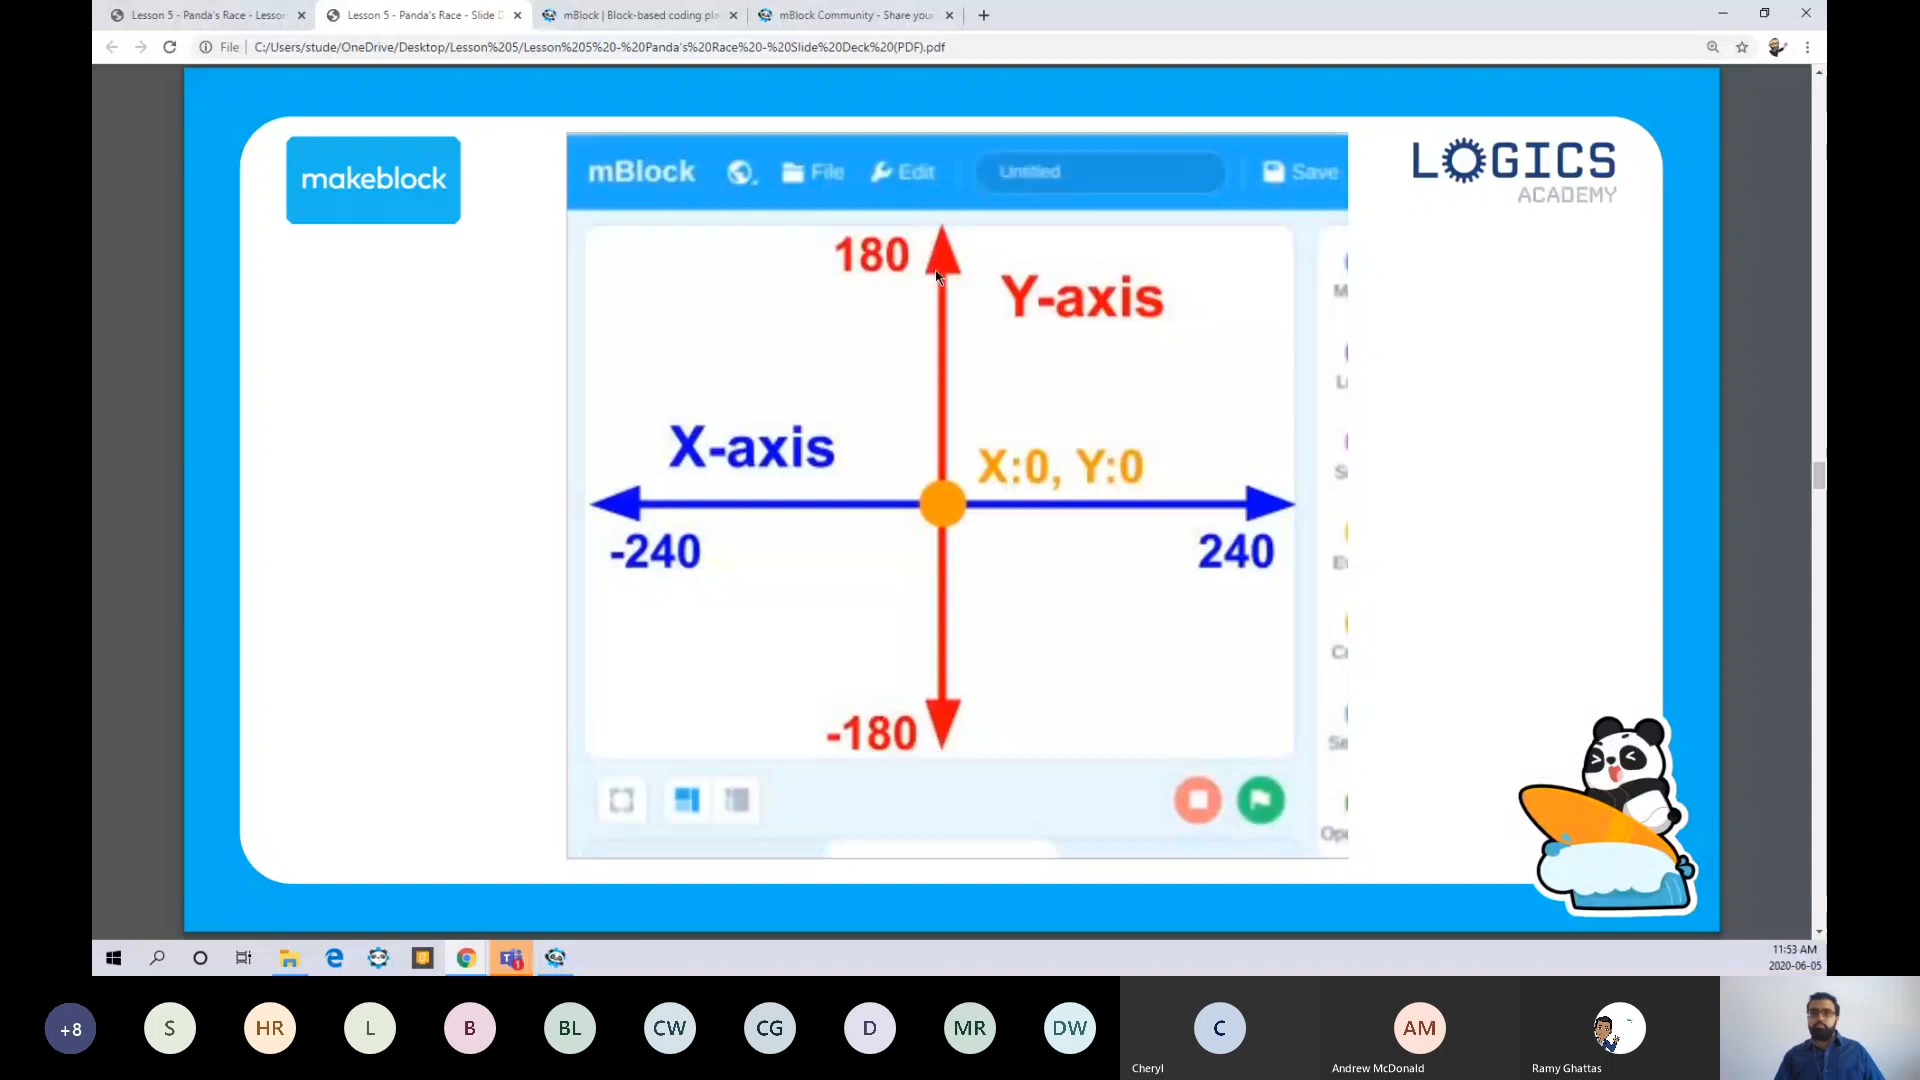 Lesson 5 - Panda's Race - Lesson
Lesson 5 - Panda's Race - Slide D
mBlock | Block-based coding pla
mBlock Community - Share you
File
C:/Users/stude/OneDrive/Desktop/Lesson%205/Lesson%205%20-%20Panda's%20Race%20-%20Slide%20Deck%20(PDF).pdf
makeblock
LOGICS
ACADEMY
mBlock
File
Edit
Untitled
Save
180
Y-axis
X-axis
X:0, Y:0
-240
240
-180
Ope
11:53 AM
2020-06-05
+8
S
HR
L
B
BL
CW
CG
D
MR
DW
C
AM
Cheryl
Andrew McDonald
Ramy Ghattas